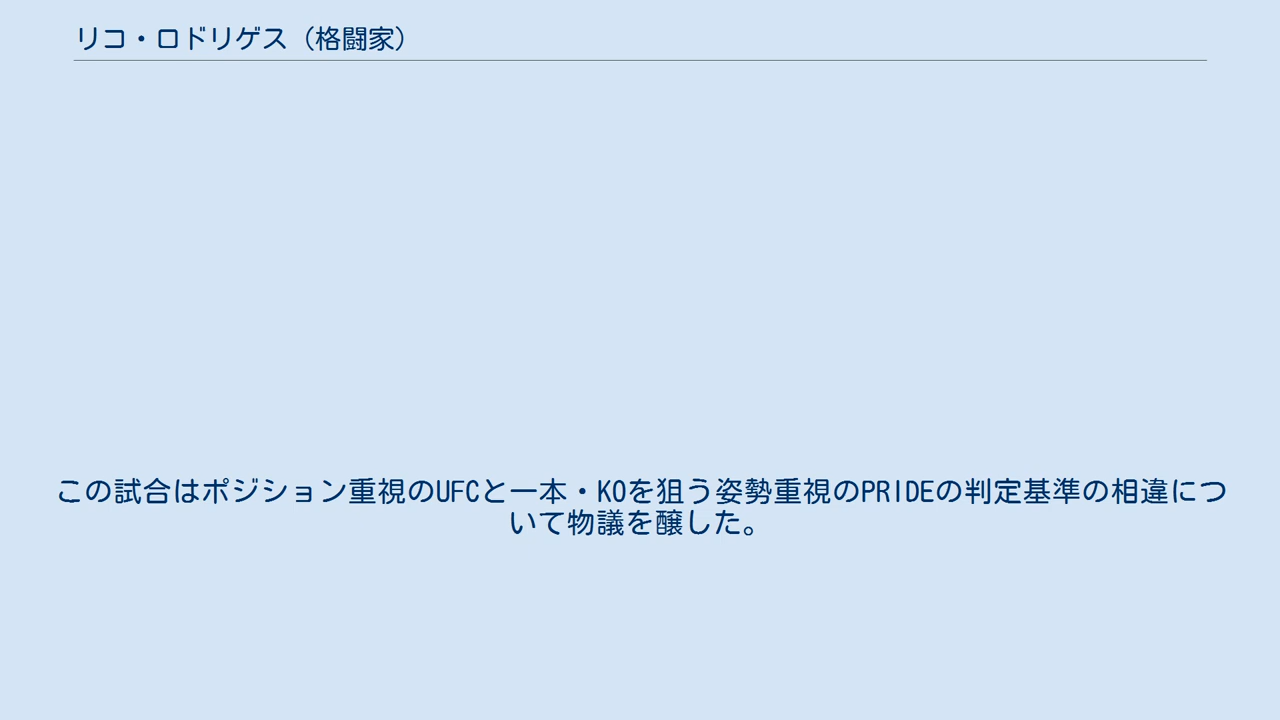 リコ・ロドリゲス（格闘家）
この試合はポジション重視のUFCと一本・KOを狙う姿勢重視のPRIDEの判定基準の相違につ
いて物議を醸した。